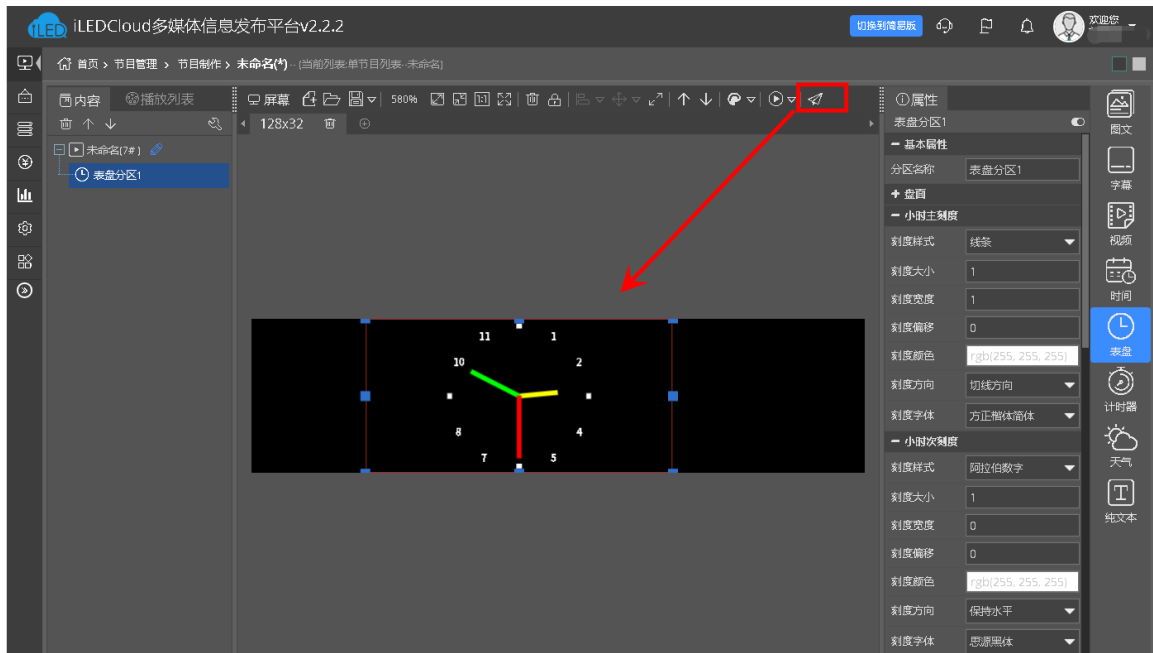 iLEDCloud多媒体信息发布平台v2.2.2
切换到简易版
欢迎您
首页 › 节目管理 › 节目制作 › 未命名(*)-- (当前列表:单节目列表--未命名)
内容
播放列表
屏幕
580%
1:1
128x32
未命名(7#)
表盘分区1
11
1
10
2
8
4
7
5
属性
表盘分区1
基本属性
分区名称
表盘分区1
盘面
小时主刻度
刻度样式
线条
刻度大小
1
刻度宽度
1
刻度偏移
0
刻度颜色
rgb(255, 255, 255)
刻度方向
切线方向
刻度字体
方正楷体简体
小时次刻度
刻度样式
阿拉伯数字
刻度大小
1
刻度宽度
0
刻度偏移
0
刻度颜色
rgb(255, 255, 255)
刻度方向
保持水平
刻度字体
思源黑体
图文
字幕
视频
时间
表盘
计时器
天气
纯文本